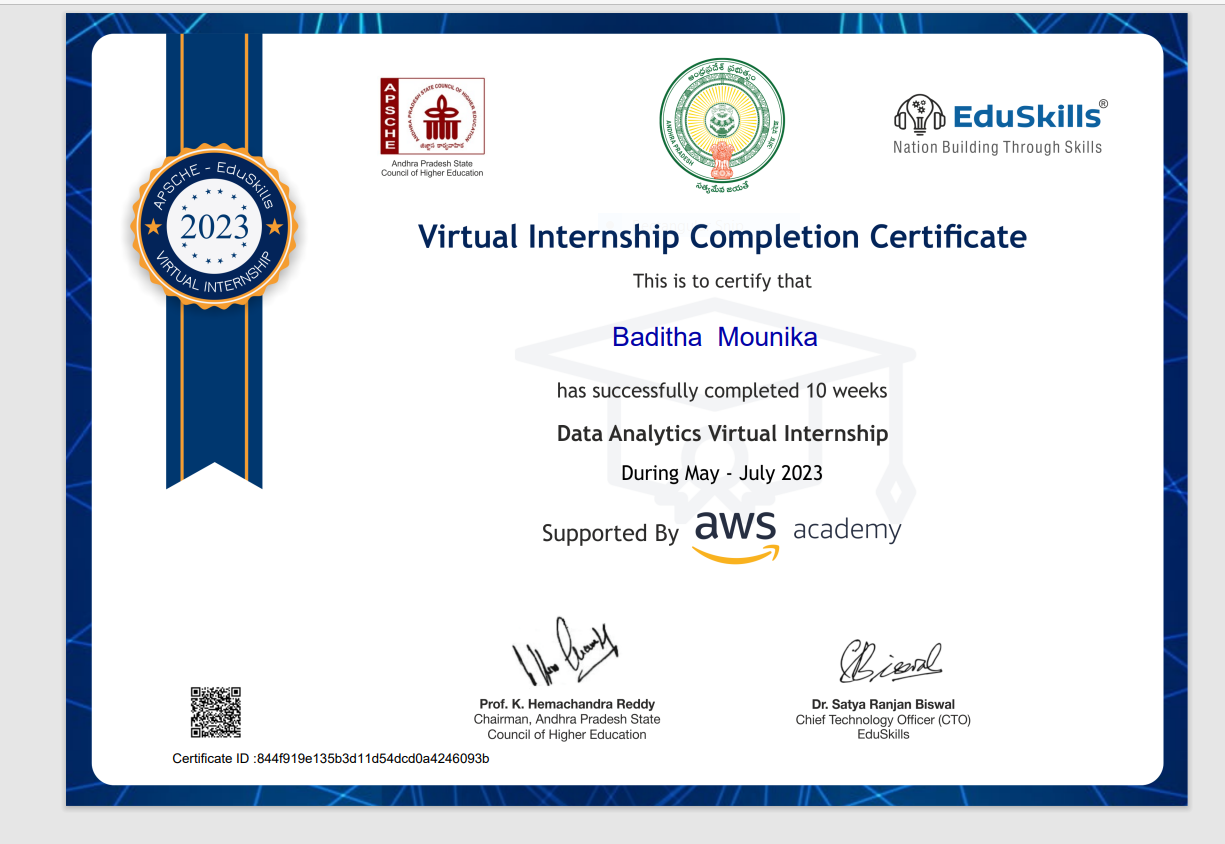 APSCHE
ANDHRA PRADESH STATE COUNCIL OF HIGHER EDUCATION
Andhra Pradesh State
Council of Higher Education
ఆంధ్రప్రదేశ్ ప్రభుత్వం
ANDHRA PRADESH
సత్యమేవ జయతే
EduSkills®
Nation Building Through Skills
APSCHE - EduSkills
2023
VIRTUAL INTERNSHIP
Virtual Internship Completion Certificate
This is to certify that
Baditha Mounika
has successfully completed 10 weeks
Data Analytics Virtual Internship
During May - July 2023
Supported By aws academy
Prof. K. Hemachandra Reddy
Chairman, Andhra Pradesh State
Council of Higher Education
Dr. Satya Ranjan Biswal
Chief Technology Officer (CTO)
EduSkills
Certificate ID :844f919e135b3d11d54dcd0a4246093b